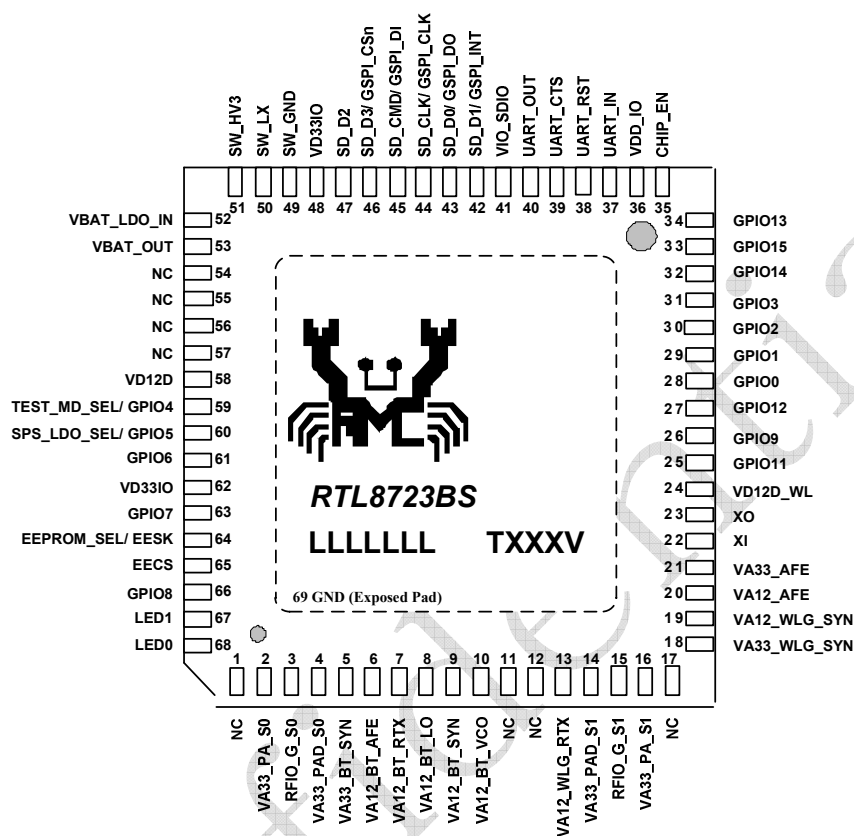 SW_HV3
SW_LX
SW_GND
VD33IO
SD_D2
SD_D3/ GSPI_CSn
SD_CMD/ GSPI_DI
SD_CLK/ GSPI_CLK
SD_D0/ GSPI_DO
SD_D1/ GSPI_INT
VIO_SDIO
UART_OUT
UART_CTS
UART_RST
UART_IN
VDD_IO
CHIP_EN
51 50 49 48 47 46 45 44 43 42 41 40 39 38 37 36 35
VBAT_LDO_IN 52
VBAT_OUT 53
NC 54
NC 55
NC 56
NC 57
VD12D 58
TEST_MD_SEL/ GPIO4 59
SPS_LDO_SEL/ GPIO5 60
GPIO6 61
VD33IO 62
GPIO7 63
EEPROM_SEL/ EESK 64
EECS 65
GPIO8 66
LED1 67
LED0 68
RTL8723BS
LLLLLLL TXXXV
69 GND (Exposed Pad)
34 GPIO13
33 GPIO15
32 GPIO14
31 GPIO3
30 GPIO2
29 GPIO1
28 GPIO0
27 GPIO12
26 GPIO9
25 GPIO11
24 VD12D_WL
23 XO
22 XI
21 VA33_AFE
20 VA12_AFE
19 VA12_WLG_SYN
18 VA33_WLG_SYN
1 2 3 4 5 6 7 8 9 10 11 12 13 14 15 16 17
NC
VA33_PA_S0
RFIO_G_S0
VA33_PAD_S0
VA33_BT_SYN
VA12_BT_AFE
VA12_BT_RTX
VA12_BT_LO
VA12_BT_SYN
VA12_BT_VCO
NC
NC
VA12_WLG_RTX
VA33_PAD_S1
RFIO_G_S1
VA33_PA_S1
NC